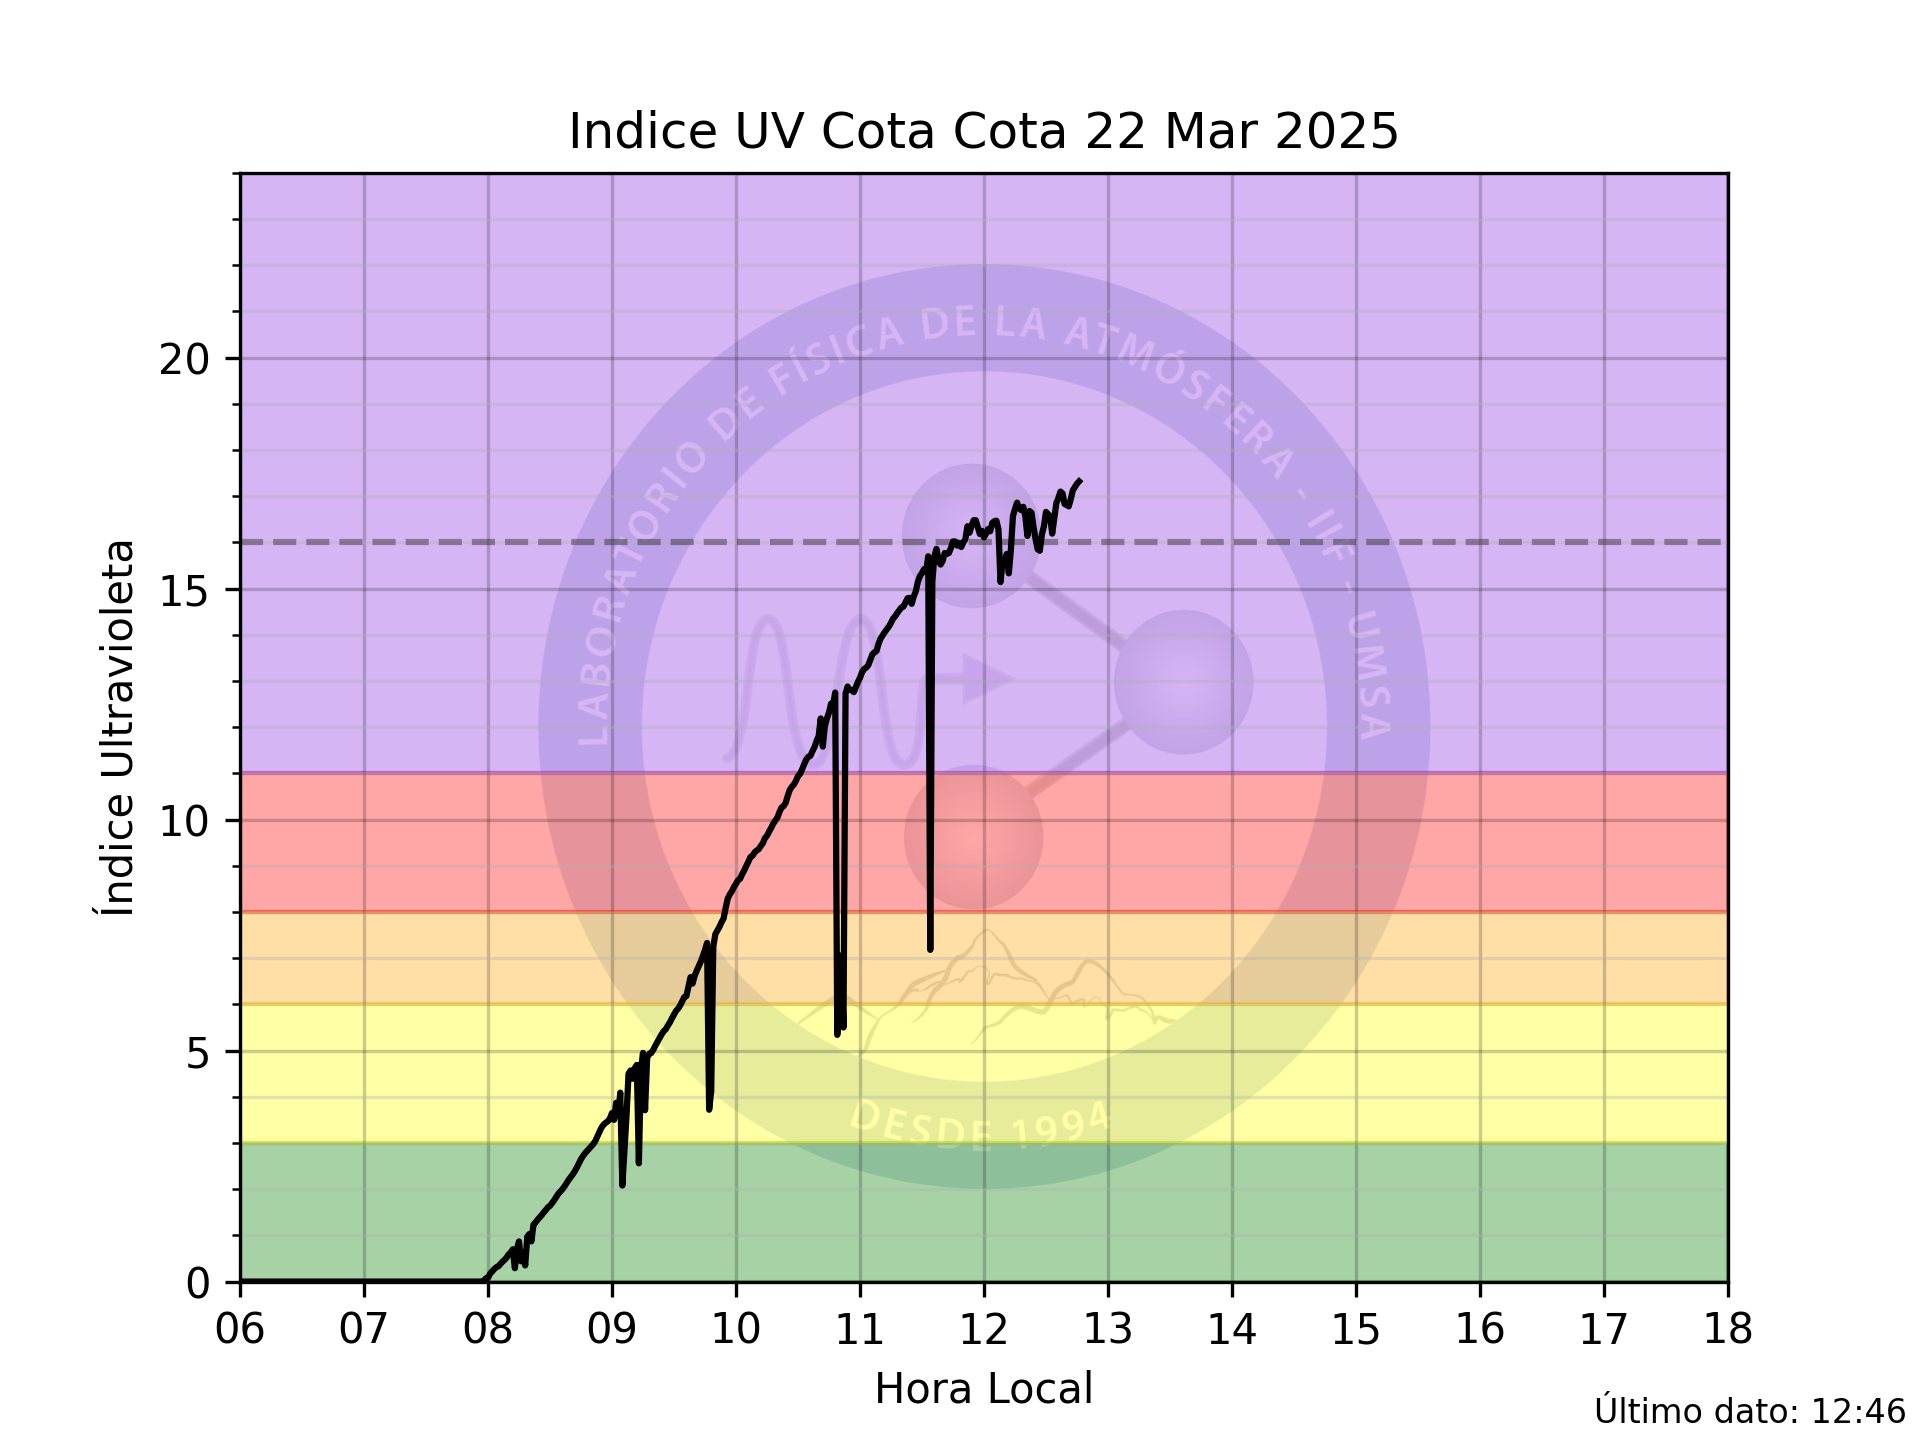 Indice UV Cota Cota 22 Mar 2025
Índice Ultravioleta
20
15
10
5
0
LABORATORIO DE FÍSICA DE LA ATMÓSFERA - IIF - UMSA
DESDE 1994
06 07 08 09 10 11 12 13 14 15 16 17 18
Hora Local
Último dato: 12:46